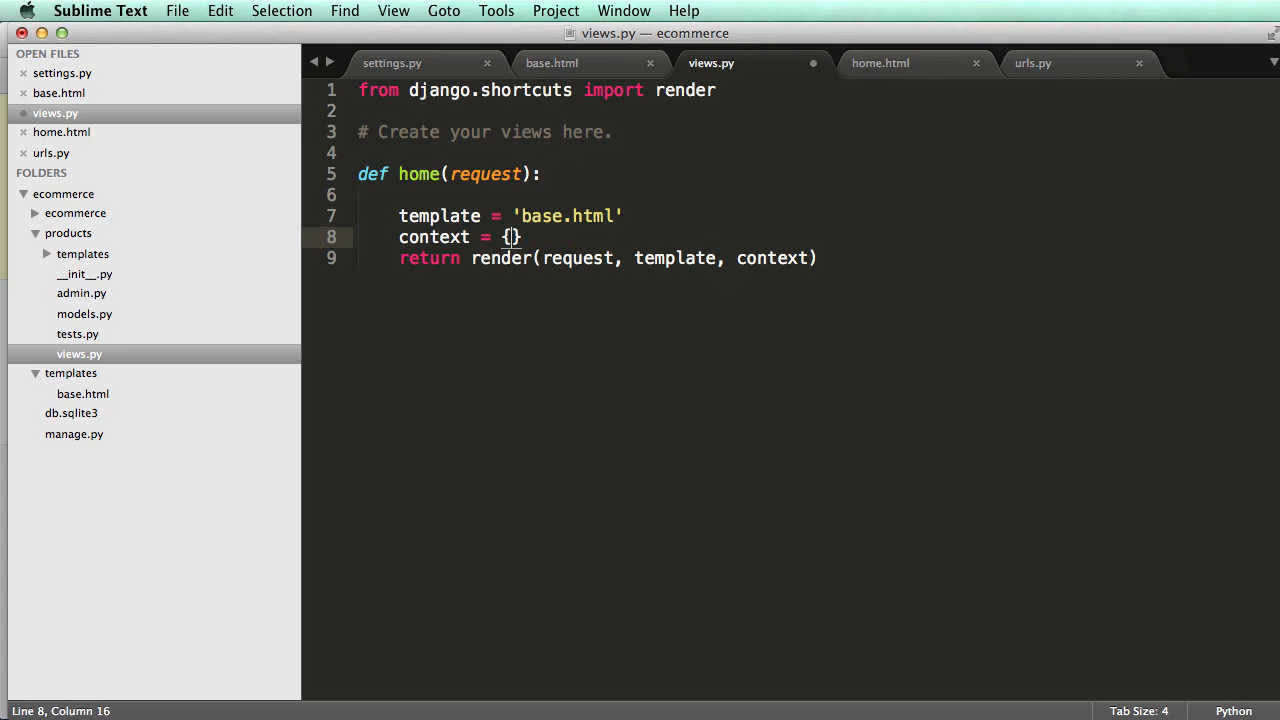 Sublime Text File Edit Selection Find View Goto Tools Project Window Help
views.py — ecommerce
OPEN FILES
settings.py
base.html
views.py
home.html
urls.py
FOLDERS
ecommerce
ecommerce
products
templates
__init__.py
admin.py
models.py
tests.py
views.py
templates
base.html
db.sqlite3
manage.py
settings.py base.html views.py home.html urls.py
1 from django.shortcuts import render
2
3 # Create your views here.
4
5 def home(request):
6
7 template = 'base.html'
8 context = {}
9 return render(request, template, context)
Line 8, Column 16 Tab Size: 4 Python